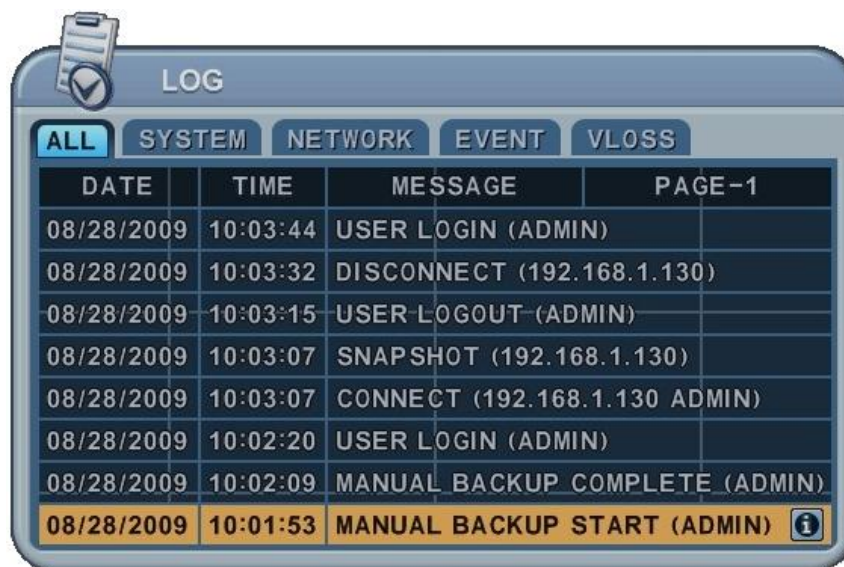 LOG
ALL SYSTEM NETWORK EVENT VLOSS
DATE TIME MESSAGE PAGE-1
08/28/2009 10:03:44 USER LOGIN (ADMIN)
08/28/2009 10:03:32 DISCONNECT (192.168.1.130)
08/28/2009 10:03:15 USER LOGOUT (ADMIN)
08/28/2009 10:03:07 SNAPSHOT (192.168.1.130)
08/28/2009 10:03:07 CONNECT (192.168.1.130 ADMIN)
08/28/2009 10:02:20 USER LOGIN (ADMIN)
08/28/2009 10:02:09 MANUAL BACKUP COMPLETE (ADMIN)
08/28/2009 10:01:53 MANUAL BACKUP START (ADMIN) i